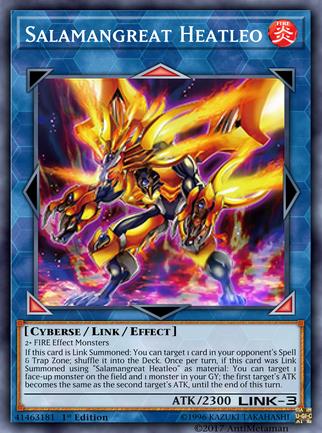 SALAMANGREAT HEATLEO
FIRE
炎
[CYBERSE / LINK / EFFECT]
2+ FIRE Effect Monsters
If this card is Link Summoned: You can target 1 card in your opponent's Spell
& Trap Zone; shuffle it into the Deck. Once per turn, if this card was Link
Summoned using "Salamangreat Heatleo" as material: You can target 1
face-up monster on the field and 1 monster in your GY; the first target's ATK
becomes the same as the second target's ATK, until the end of this turn.
ATK/2300 LINK-3
41463181 1st Edition ©1996 KAZUKI TAKAHASHI
©2017 AntiMetaman